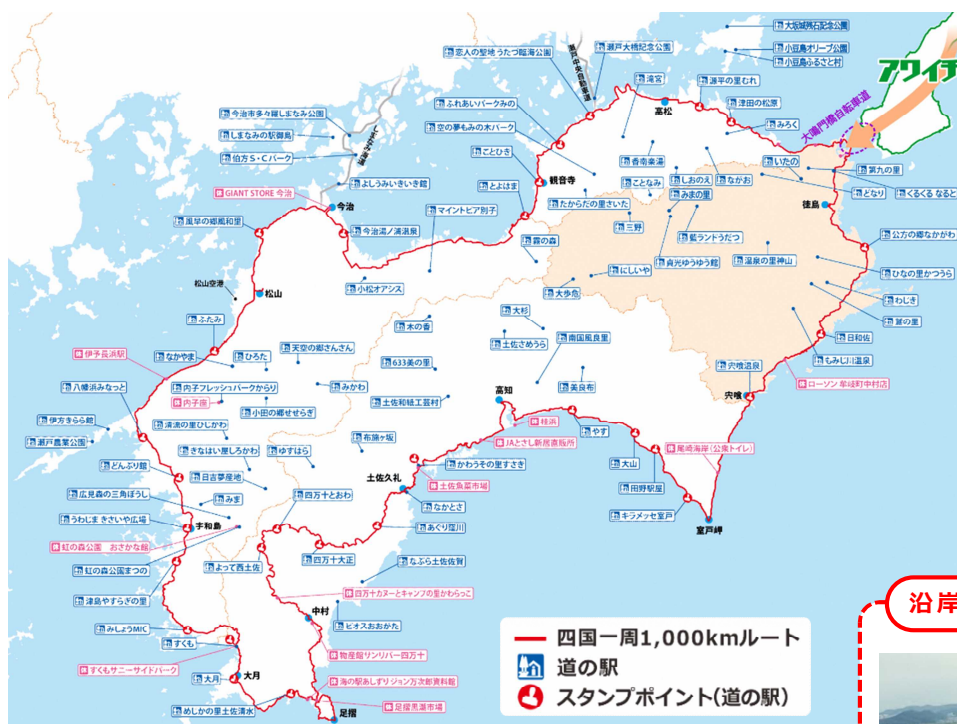 大坂城残石記念公園
小豆島オリーブ公園
小豆島ふるさと村
アワイチ
大鳴門橋自転車道
恋人の聖地 うたづ臨海公園
瀬戸中央自動車道
瀬戸大橋記念公園
滝宮
源平の里むれ
高松
津田の松原
みろく
ふれあいパークみの
空の夢もみの木パーク
ことひき
観音寺
とよはま
香南楽湯
しおのえ
ながお
いたの
第九の里
どなり
くるくる なると
徳島
ことなみ
みまの里
たからだの里さいた
三野
藍ランドうだつ
貞光ゆうゆう館
温泉の里神山
公方の郷なかがわ
ひなの里かつうら
わじき
鷲の里
日和佐
もみじ川温泉
ローソン 牟岐町中村店
宍喰温泉
宍喰
今治市多々羅しまなみ公園
しまなみの駅御島
伯方S・Cパーク
しまなみ海道
よしうみいきいき館
GIANT STORE 今治
今治
風早の郷風和里
今治湯ノ浦温泉
マイントピア別子
小松オアシス
霧の森
にしいや
大歩危
松山空港
松山
ふたみ
伊予長浜駅
なかやま
ひろた
天空の郷さんさん
木の香
大杉
土佐さめうら
南国風良里
633美の里
美良布
八幡浜みなっと
内子フレッシュパークからり
内子座
みかわ
土佐和紙工芸村
高知
桂浜
伊方きらら館
瀬戸農業公園
小田の郷せせらぎ
清流の里ひじかわ
きなはい屋しろかわ
ゆすはら
布施ヶ坂
JAとさし新居直販所
やす
尾崎海岸(公衆トイレ)
どんぶり館
日吉夢産地
かわうその里すさき
土佐魚菜市場
大山
田野駅屋
広見森の三角ぼうし
みま
四万十とおわ
土佐久礼
なかとさ
キラメッセ室戸
室戸岬
うわじま きさいや広場
宇和島
あぐり窪川
虹の森公園 おさかな館
虹の森公園まつの
よって西土佐
四万十大正
なぶら土佐佐賀
津島やすらぎの里
四万十カヌーとキャンプの里かわらっこ
中村
ビオスおおがた
みしょうMIC
すくも
物産館サンリバー四万十
すくもサニーサイドパーク
大月
大月
海の駅あしずり ジョン万次郎資料館
めじかの里土佐清水
足摺黒潮市場
足摺
四国一周1,000kmルート
道の駅
スタンプポイント(道の駅)
沿岸